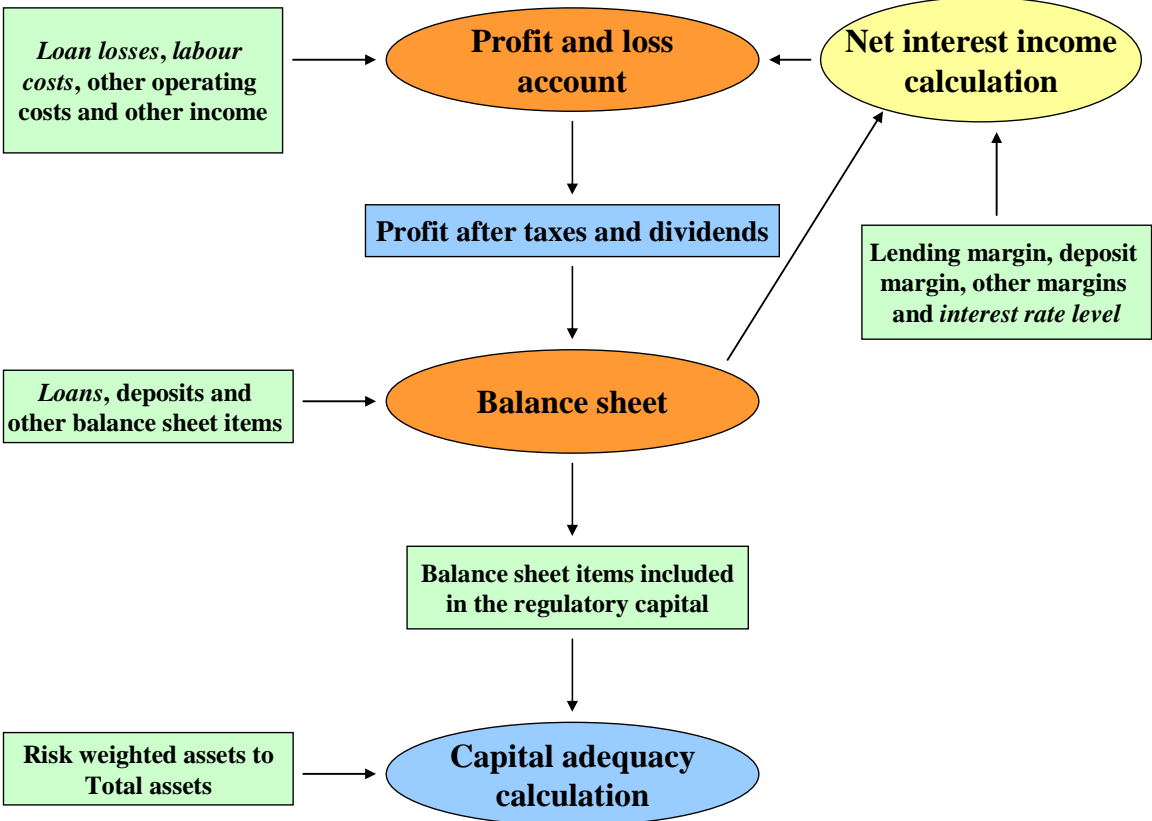 Loan losses, labour
costs, other operating
costs and other income
Profit and loss
account
Net interest income
calculation
Profit after taxes and dividends
Lending margin, deposit
margin, other margins
and interest rate level
Loans, deposits and
other balance sheet items
Balance sheet
Balance sheet items included
in the regulatory capital
Risk weighted assets to
Total assets
Capital adequacy
calculation